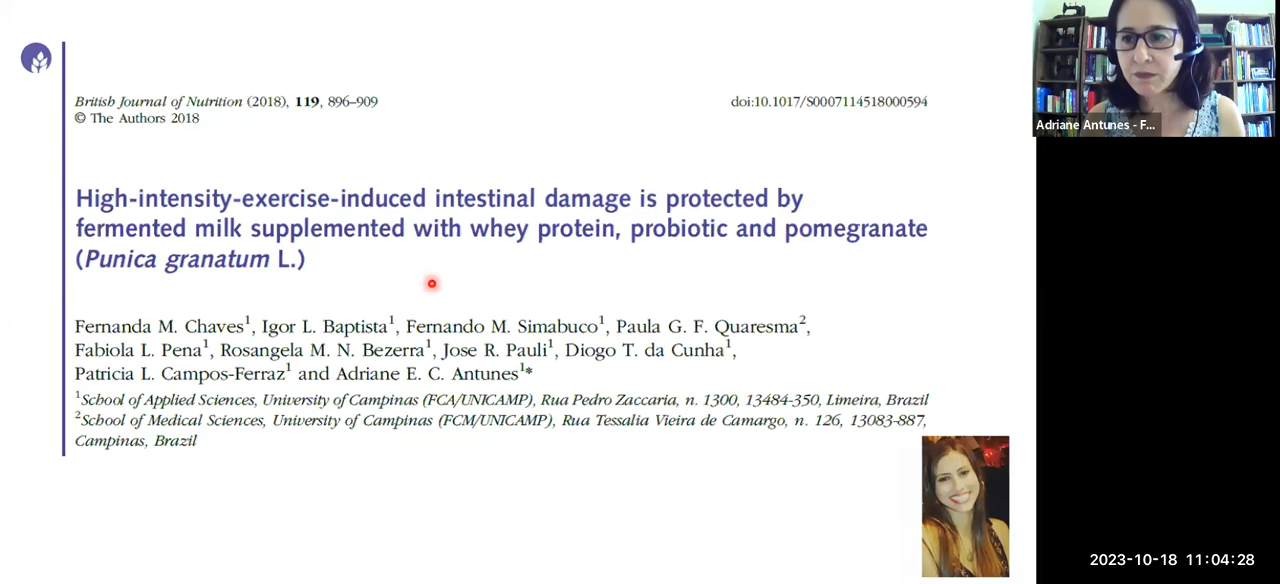 British Journal of Nutrition (2018), 119, 896–909
doi:10.1017/S0007114518000594
© The Authors 2018
High-intensity-exercise-induced intestinal damage is protected by
fermented milk supplemented with whey protein, probiotic and pomegranate
(Punica granatum L.)
Fernanda M. Chaves1, Igor L. Baptista1, Fernando M. Simabuco1, Paula G. F. Quaresma2,
Fabiola L. Pena1, Rosangela M. N. Bezerra1, Jose R. Pauli1, Diogo T. da Cunha1,
Patricia L. Campos-Ferraz1 and Adriane E. C. Antunes1*
1School of Applied Sciences, University of Campinas (FCA/UNICAMP), Rua Pedro Zaccaria, n. 1300, 13484-350, Limeira, Brazil
2School of Medical Sciences, University of Campinas (FCM/UNICAMP), Rua Tessalia Vieira de Camargo, n. 126, 13083-887,
Campinas, Brazil
Adriane Antunes - F...
2023-10-18 11:04:28